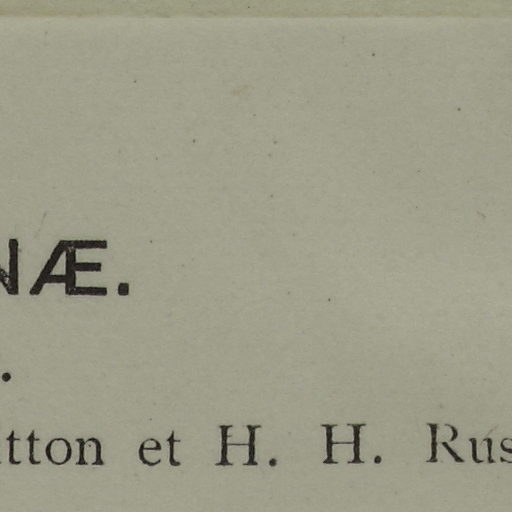 NÆ.
.
tton et H. H. Rus